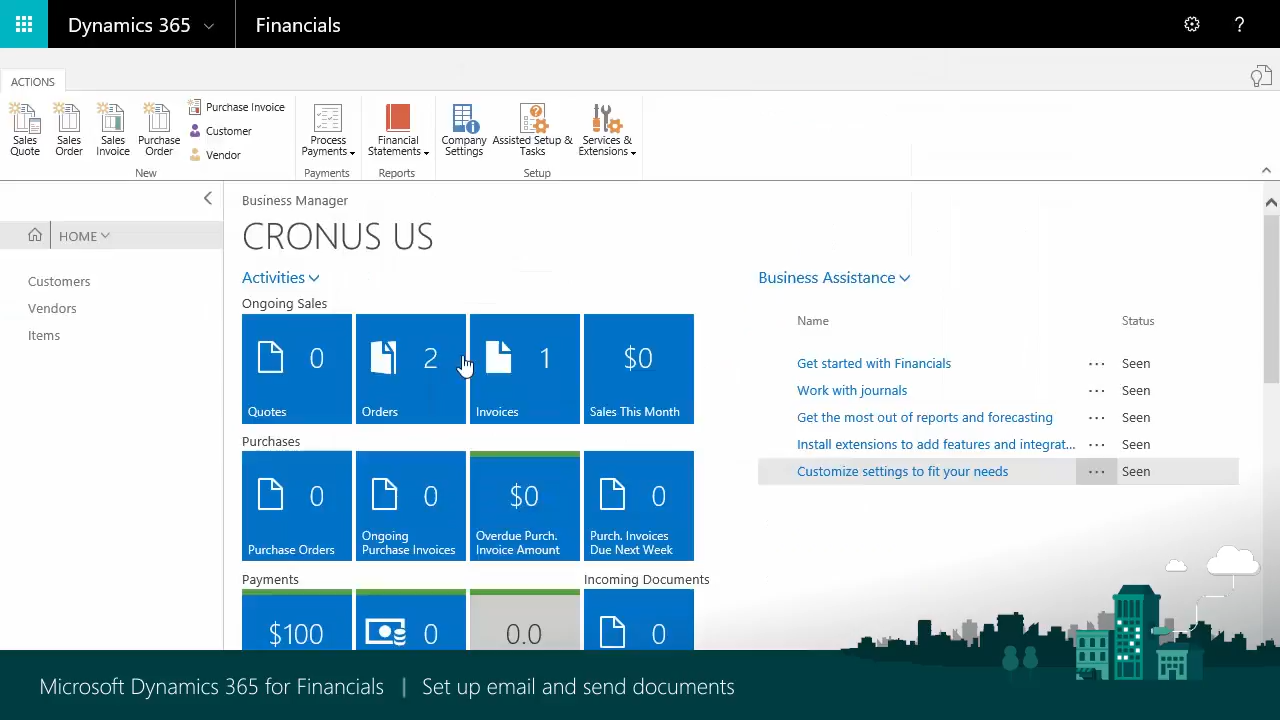 Dynamics 365
Financials
?
ACTIONS
Sales Quote
Sales Order
Sales Invoice
Purchase Order
Purchase Invoice
Customer
Vendor
Process Payments
Financial Statements
Company Settings
Assisted Setup & Tasks
Services & Extensions
New
Payments
Reports
Setup
HOME
Customers
Vendors
Items
Business Manager
CRONUS US
Activities
Ongoing Sales
0
Quotes
2
Orders
1
Invoices
$0
Sales This Month
Purchases
0
Purchase Orders
0
Ongoing
Purchase Invoices
$0
Overdue Purch.
Invoice Amount
0
Purch. Invoices
Due Next Week
Payments
Incoming Documents
$100
0
0.0
0
Business Assistance
Name
Status
Get started with Financials ... Seen
Work with journals ... Seen
Get the most out of reports and forecasting ... Seen
Install extensions to add features and integrat... ... Seen
Customize settings to fit your needs ... Seen
Microsoft Dynamics 365 for Financials | Set up email and send documents